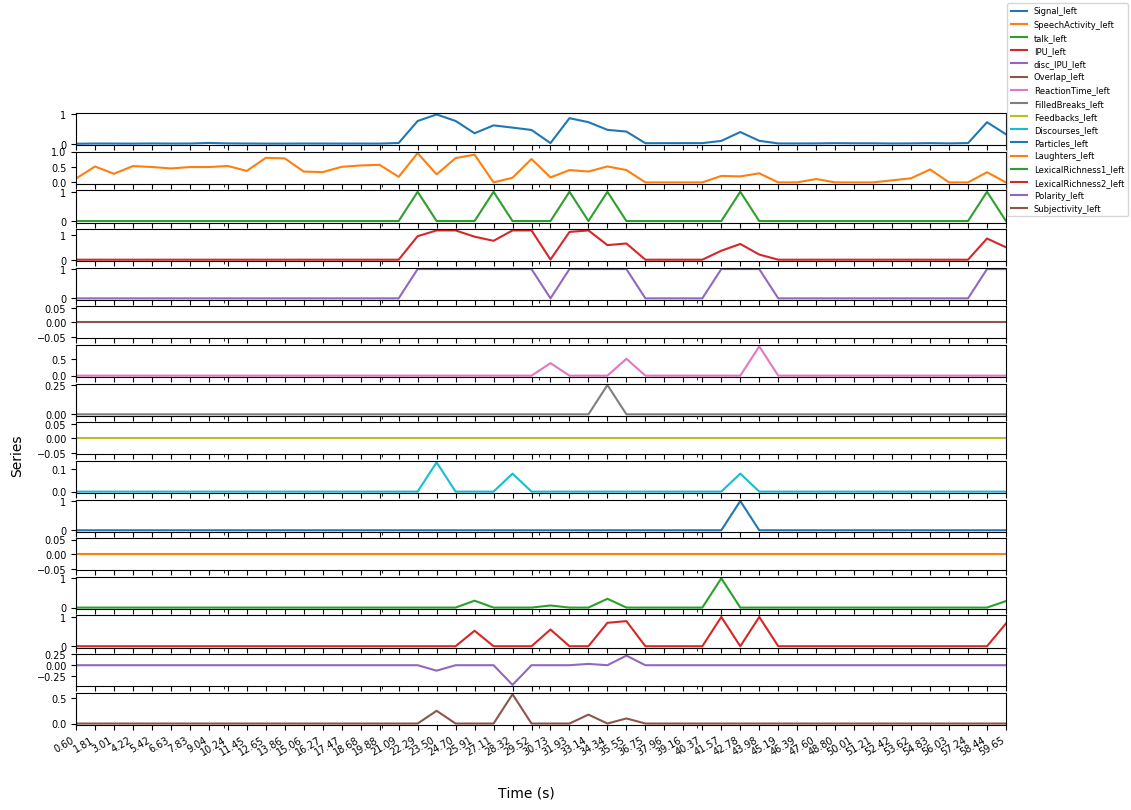 Signal_left
SpeechActivity_left
talk_left
IPU_left
disc_IPU_left
Overlap_left
ReactionTime_left
FilledBreaks_left
Feedbacks_left
Discourses_left
Particles_left
Laughters_left
LexicalRichness1_left
LexicalRichness2_left
Polarity_left
Subjectivity_left
1
0
1.0
0.5
0.0
1
0
1
0
1
0
0.05
0.00
−0.05
0.5
0.0
0.25
0.00
0.05
0.00
−0.05
0.1
0.0
1
0
0.05
0.00
−0.05
1
0
1
0
0.25
0.00
−0.25
0.5
0.0
Series
0.60 1.81 3.01 4.22 5.42 6.63 7.83 9.04 10.24 11.45 12.65 13.86 15.06 16.27 17.47 18.68 19.88 21.09 22.29 23.50 24.70 25.91 27.11 28.32 29.52 30.73 31.93 33.14 34.34 35.55 36.75 37.96 39.16 40.37 41.57 42.78 43.98 45.19 46.39 47.60 48.80 50.01 51.21 52.42 53.62 54.83 56.03 57.24 58.44 59.65
Time (s)